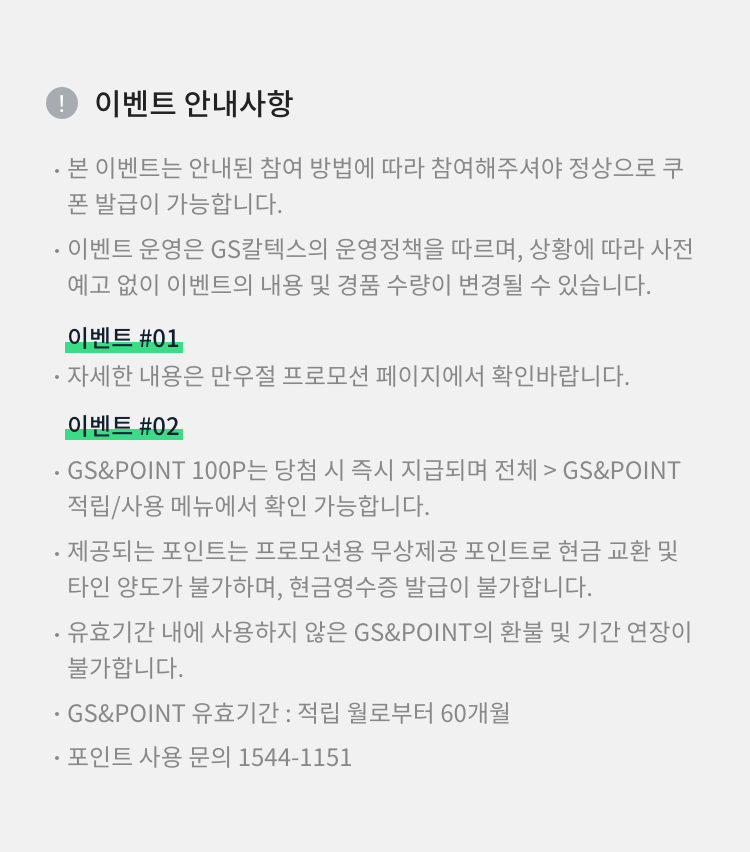 ! 이벤트 안내사항
· 본 이벤트는 안내된 참여 방법에 따라 참여해주셔야 정상으로 쿠
폰 발급이 가능합니다.
· 이벤트 운영은 GS칼텍스의 운영정책을 따르며, 상황에 따라 사전
예고 없이 이벤트의 내용 및 경품 수량이 변경될 수 있습니다.
이벤트 #01
· 자세한 내용은 만우절 프로모션 페이지에서 확인바랍니다.
이벤트 #02
· GS&POINT 100P는 당첨 시 즉시 지급되며 전체 > GS&POINT
적립/사용 메뉴에서 확인 가능합니다.
· 제공되는 포인트는 프로모션용 무상제공 포인트로 현금 교환 및
타인 양도가 불가하며, 현금영수증 발급이 불가합니다.
· 유효기간 내에 사용하지 않은 GS&POINT의 환불 및 기간 연장이
불가합니다.
· GS&POINT 유효기간 : 적립 월로부터 60개월
· 포인트 사용 문의 1544-1151